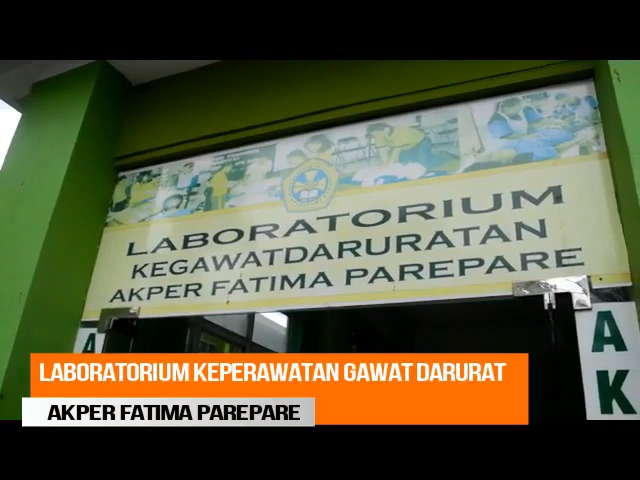 LABORATORIUM
KEGAWATDARURATAN
AKPER FATIMA PAREPARE
A
A
K
LABORATORIUM KEPERAWATAN GAWAT DARURAT
AKPER FATIMA PAREPARE